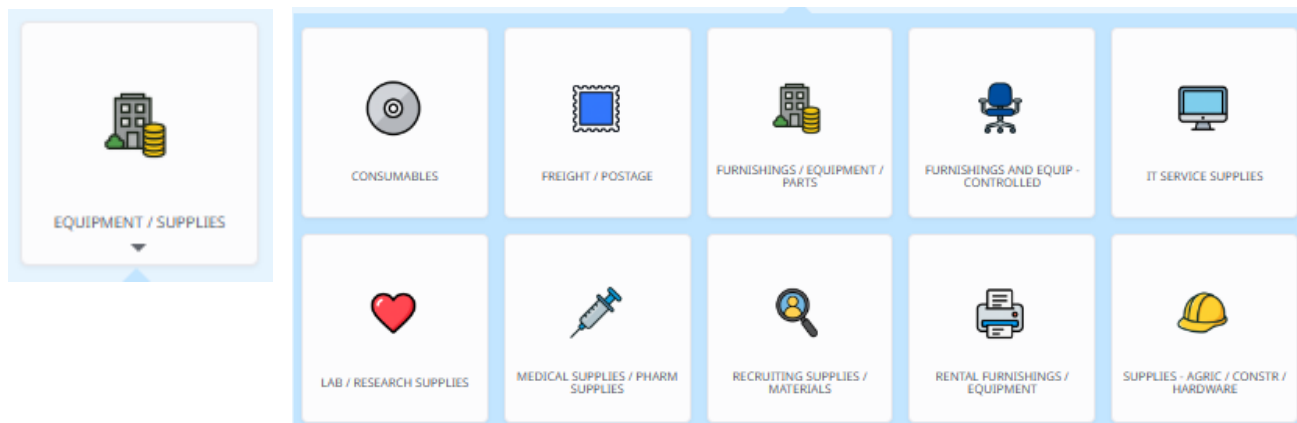 EQUIPMENT / SUPPLIES
CONSUMABLES
FREIGHT / POSTAGE
FURNISHINGS / EQUIPMENT /
PARTS
FURNISHINGS AND EQUIP -
CONTROLLED
IT SERVICE SUPPLIES
LAB / RESEARCH SUPPLIES
MEDICAL SUPPLIES / PHARM
SUPPLIES
RECRUITING SUPPLIES /
MATERIALS
RENTAL FURNISHINGS /
EQUIPMENT
SUPPLIES - AGRIC / CONSTR /
HARDWARE